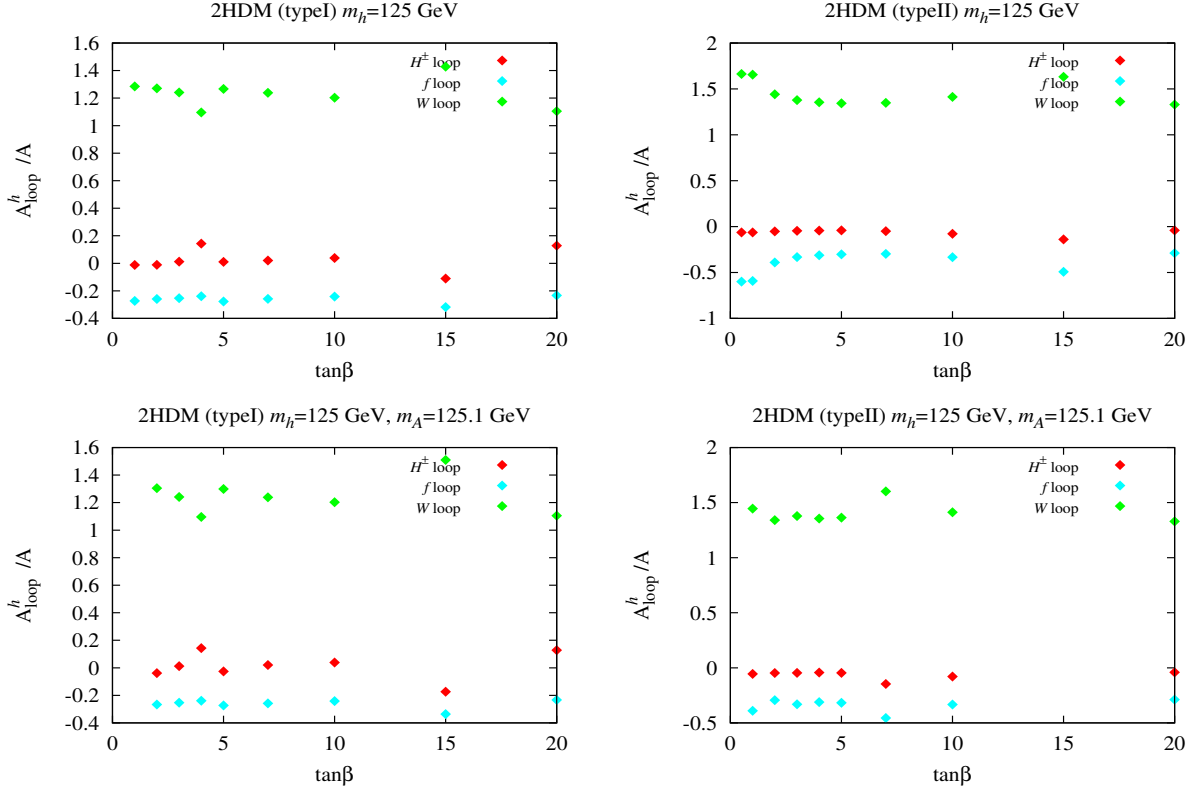 2HDM (typeI) m_h=125 GeV
1.6
1.4
1.2
1
0.8
0.6
0.4
0.2
0
-0.2
-0.4
0 5 10 15 20
A^h_loop /A
tanβ
H^± loop
f loop
W loop
2HDM (typeII) m_h=125 GeV
2
1.5
1
0.5
0
-0.5
-1
0 5 10 15 20
A^h_loop /A
tanβ
H^± loop
f loop
W loop
2HDM (typeI) m_h=125 GeV, m_A=125.1 GeV
1.6
1.4
1.2
1
0.8
0.6
0.4
0.2
0
-0.2
-0.4
0 5 10 15 20
A^h_loop /A
tanβ
H^± loop
f loop
W loop
2HDM (typeII) m_h=125 GeV, m_A=125.1 GeV
2
1.5
1
0.5
0
-0.5
0 5 10 15 20
A^h_loop /A
tanβ
H^± loop
f loop
W loop